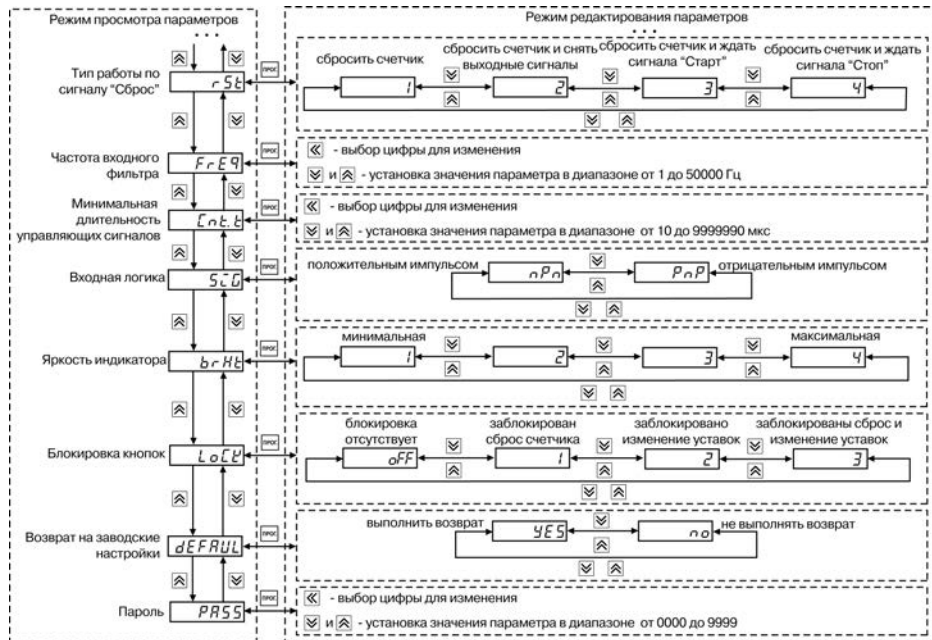 Режим просмотра параметров
Режим редактирования параметров
...
...
Тип работы по
сигналу “Сброс”
rSt
ПРОГ.
сбросить счетчик
сбросить счетчик и снять
выходные сигналы
сбросить счетчик и ждать
сигнала “Старт”
сбросить счетчик и ждать
сигнала “Стоп”
1
2
3
4
Частота входного
фильтра
FrEq
- выбор цифры для изменения
и - установка значения параметра в диапазоне от 1 до 50000 Гц
Минимальная
длительность
управляющих сигналов
Cnt.t
- выбор цифры для изменения
и - установка значения параметра в диапазоне от 10 до 9999990 мкс
Входная логика
положительным импульсом
nPn
PnP
отрицательным импульсом
Яркость индикатора
brHt
минимальная
максимальная
1
2
3
4
Блокировка кнопок
LoCK
блокировка
отсутствует
заблокирован
сброс счетчика
заблокировано
изменение уставок
заблокированы сброс и
изменение уставок
oFF
1
2
3
Возврат на заводские
настройки
dEFAUL
выполнить возврат
YES
no
не выполнять возврат
Пароль
PASS
- выбор цифры для изменения
и - установка значения параметра в диапазоне от 0000 до 9999